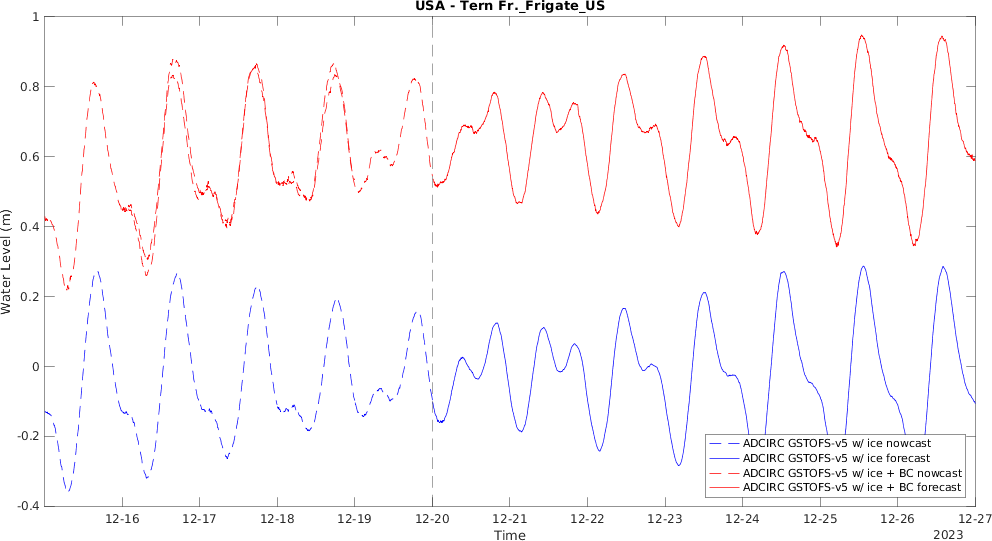 USA - Tern Fr._Frigate_US
1
0.8
0.6
0.4
0.2
0
-0.2
-0.4
Water Level (m)
ADCIRC GSTOFS-v5 w/ ice nowcast
ADCIRC GSTOFS-v5 w/ ice forecast
ADCIRC GSTOFS-v5 w/ ice + BC nowcast
ADCIRC GSTOFS-v5 w/ ice + BC forecast
12-16 12-17 12-18 12-19 12-20 12-21 12-22 12-23 12-24 12-25 12-26 12-27
Time
2023